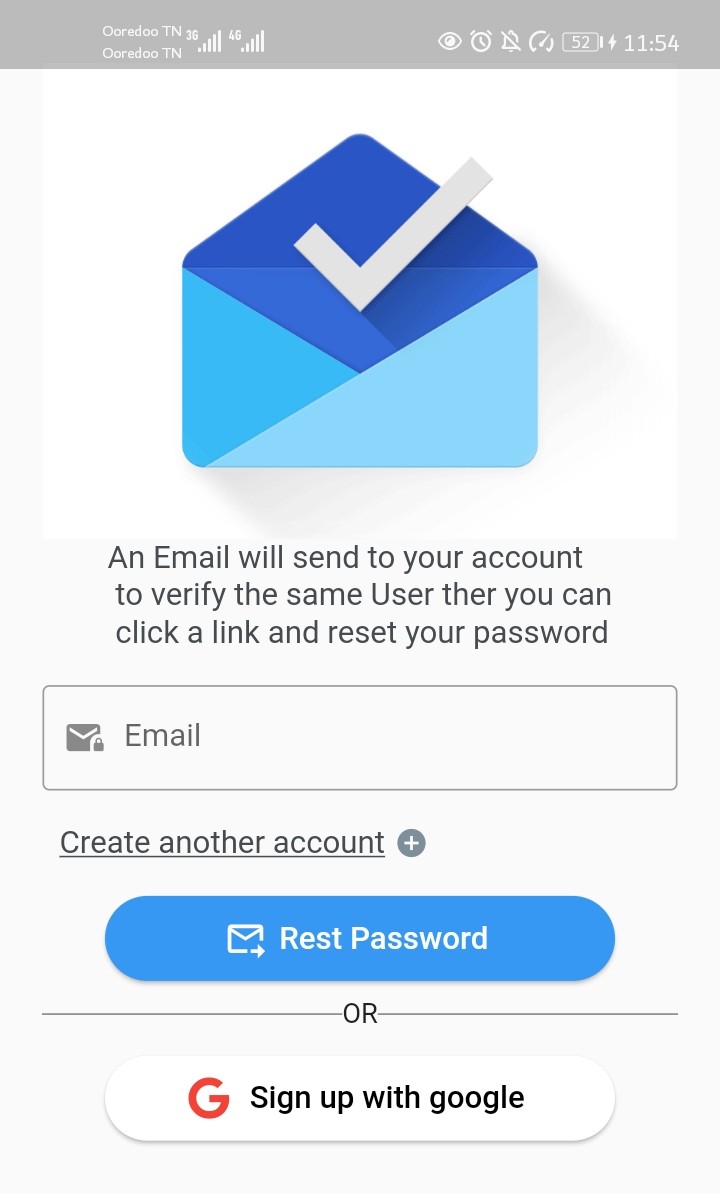 Ooredoo TN 3G 4G 52 11:54
Ooredoo TN
An Email will send to your account
to verify the same User ther you can
click a link and reset your password
Email
Create another account
Rest Password
OR
G Sign up with google